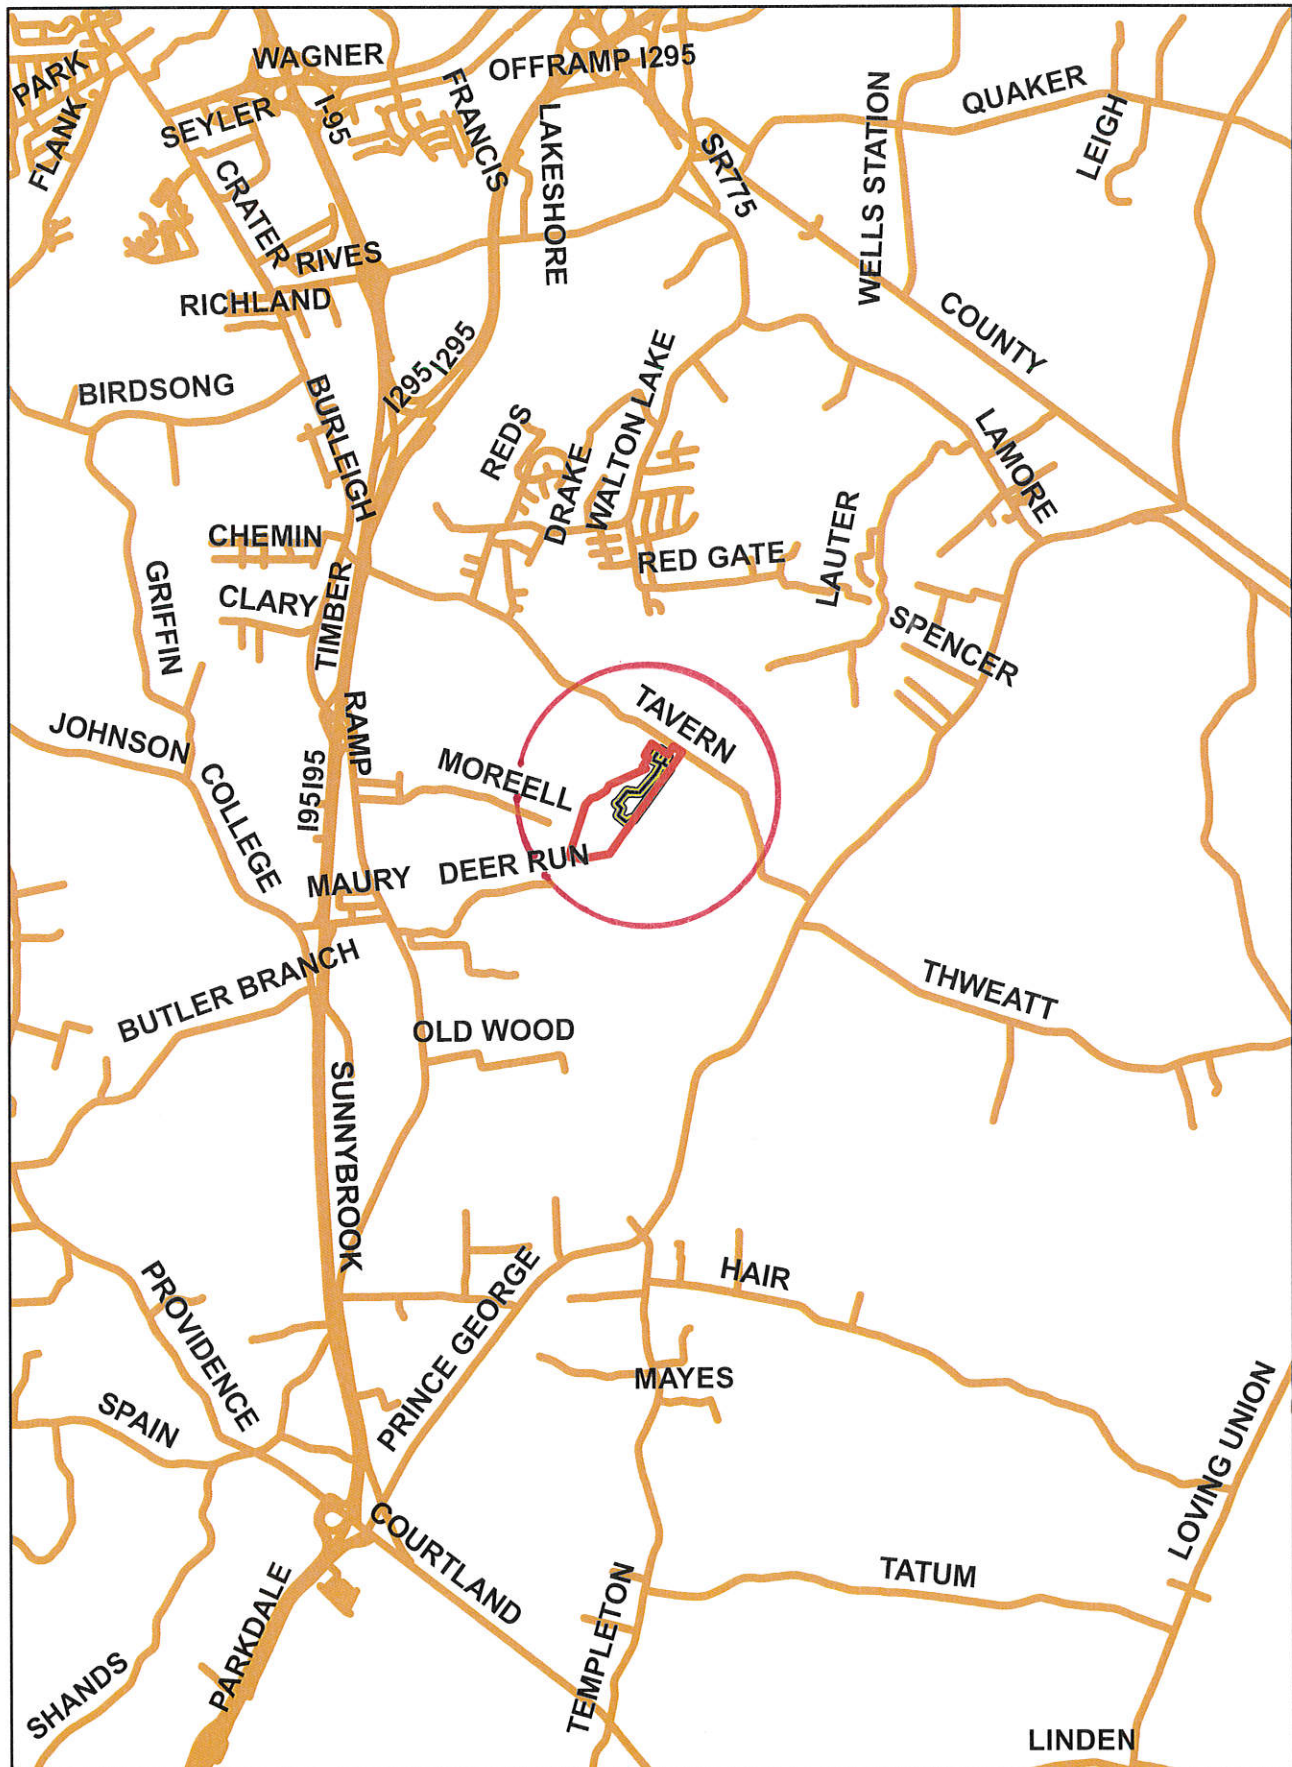 WAGNER
OFFRAMP I295
PARK
FLANK
SEYLER
I-95
FRANCIS
LAKESHORE
SR775
WELLS STATION
QUAKER
LEIGH
CRATER
RIVES
RICHLAND
COUNTY
BIRDSONG
BURLEIGH
I295
I295
REDS
DRAKE
WALTON LAKE
LAMORE
CHEMIN
LAUTER
RED GATE
GRIFFIN
CLARY
TIMBER
SPENCER
JOHNSON
RAMP
TAVERN
MOREELL
COLLEGE
I95
I95
MAURY
DEER RUN
BUTLER BRANCH
THWEATT
OLD WOOD
SUNNYBROOK
PROVIDENCE
PRINCE GEORGE
HAIR
MAYES
SPAIN
LOVING UNION
COURTLAND
PARKDALE
TEMPLETON
TATUM
SHANDS
LINDEN